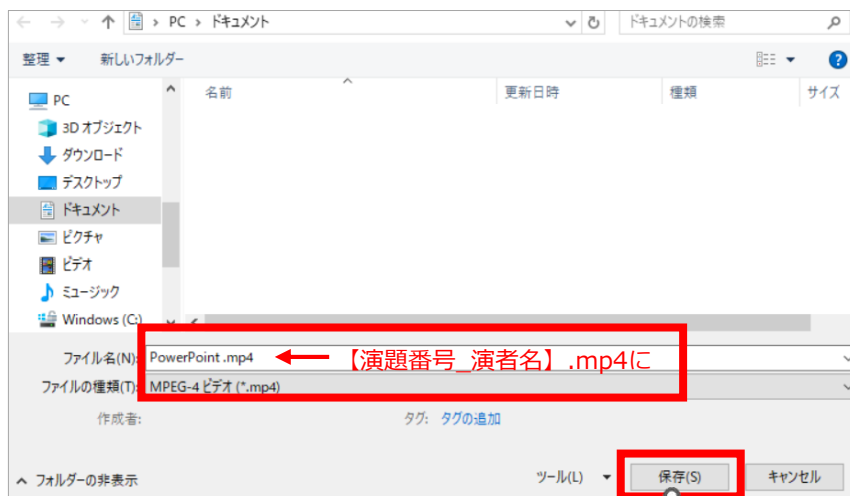 PC › ドキュメント
ドキュメントの検索
整理
新しいフォルダー
名前
更新日時
種類
サイズ
PC
3D オブジェクト
ダウンロード
デスクトップ
ドキュメント
ピクチャ
ビデオ
ミュージック
Windows (C:)
ファイル名(N): PowerPoint .mp4
【演題番号_演者名】.mp4に
ファイルの種類(T): MPEG-4 ビデオ (*.mp4)
作成者:
タグ: タグの追加
フォルダーの非表示
ツール(L)
保存(S)
キャンセル